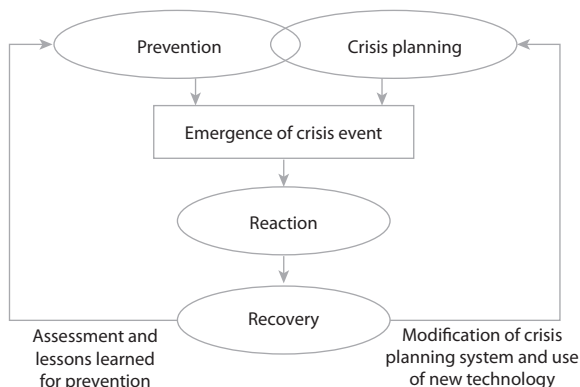 Prevention
Crisis planning
Emergence of crisis event
Reaction
Recovery
Assessment and
lessons learned
for prevention
Modification of crisis
planning system and use
of new technology